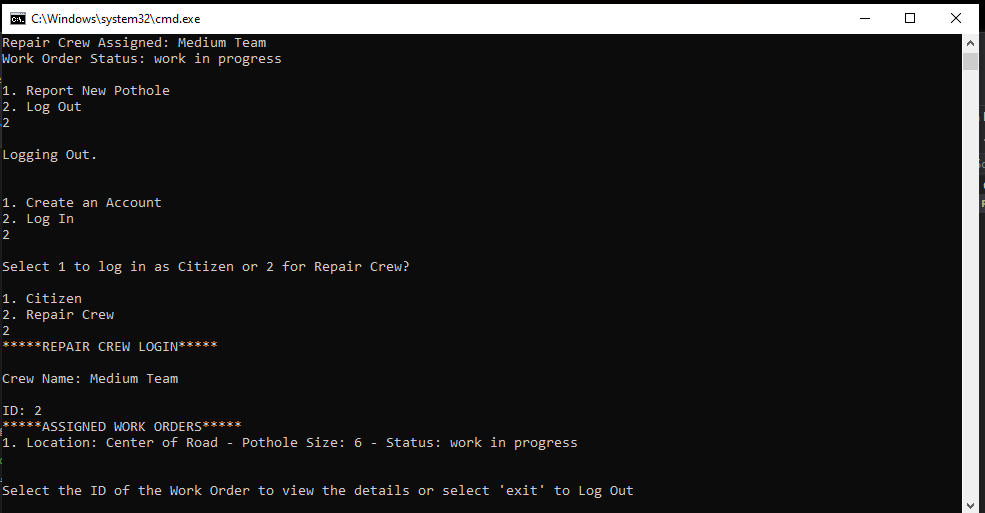 C:\Windows\system32\cmd.exe
Repair Crew Assigned: Medium Team
Work Order Status: work in progress
1. Report New Pothole
2. Log Out
2
Logging Out.
1. Create an Account
2. Log In
2
Select 1 to log in as Citizen or 2 for Repair Crew?
1. Citizen
2. Repair Crew
2
*****REPAIR CREW LOGIN*****
Crew Name: Medium Team
ID: 2
*****ASSIGNED WORK ORDERS*****
1. Location: Center of Road - Pothole Size: 6 - Status: work in progress
Select the ID of the Work Order to view the details or select 'exit' to Log Out